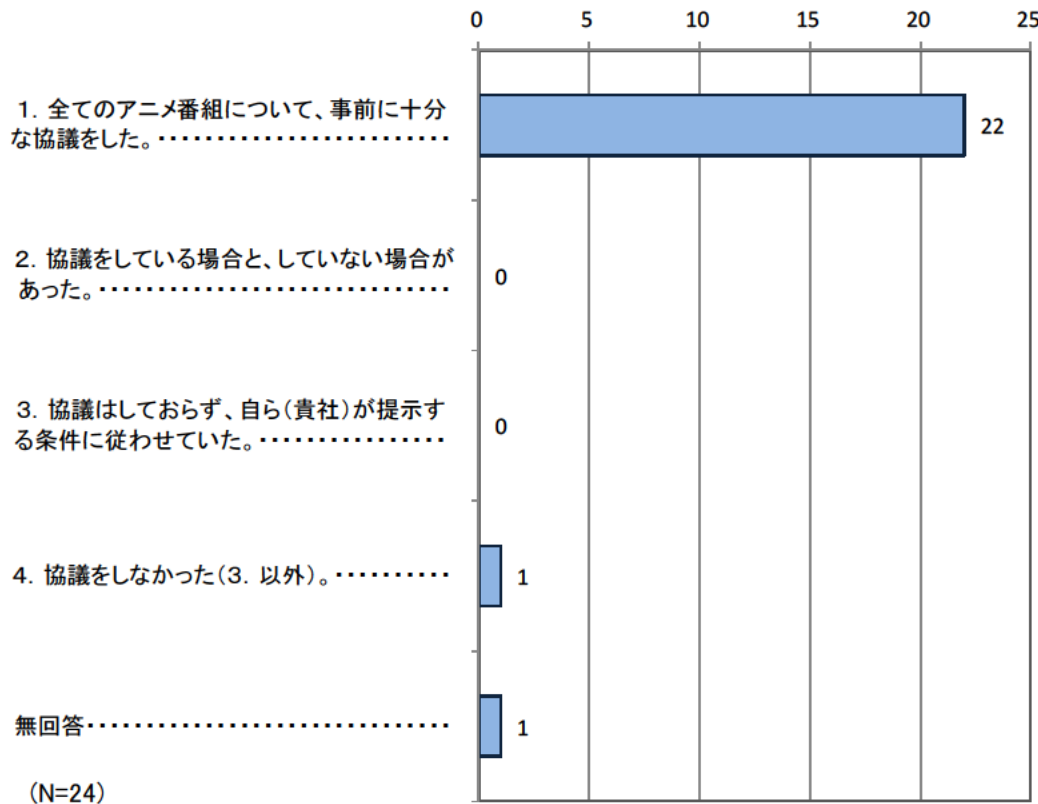 0 5 10 15 20 25
1. 全てのアニメ番組について、事前に十分
な協議をした。・・・・・・・・・・・・・・・・・・・・・・・・・
22
2. 協議をしている場合と、していない場合が
あった。・・・・・・・・・・・・・・・・・・・・・・・・・・・・・・
0
3. 協議はしておらず、自ら(貴社)が提示す
る条件に従わせていた。・・・・・・・・・・・・・・・・
0
4. 協議をしなかった(3. 以外)。・・・・・・・・・・
1
無回答・・・・・・・・・・・・・・・・・・・・・・・・・・・・・・・
1
(N=24)